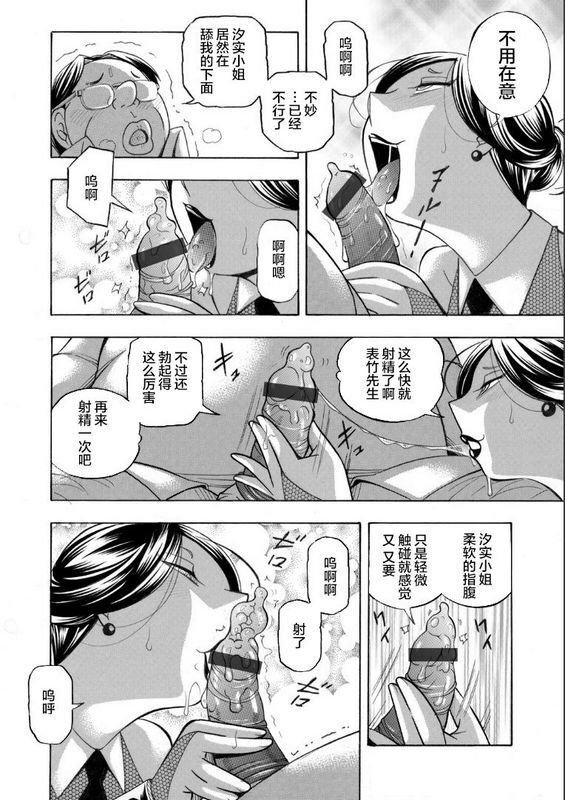 不用在意
呜啊啊
不妙
…已经
不行了
汐实小姐
居然在
舔我的下面
啊啊嗯
呜啊
这么快就
射精了啊
表竹先生
不过还
勃起得
这么厉害
再来
射精一次吧
汐实小姐
柔软的指腹
只是轻微
触碰就感觉
又又要
呜啊啊
射了
呜呼